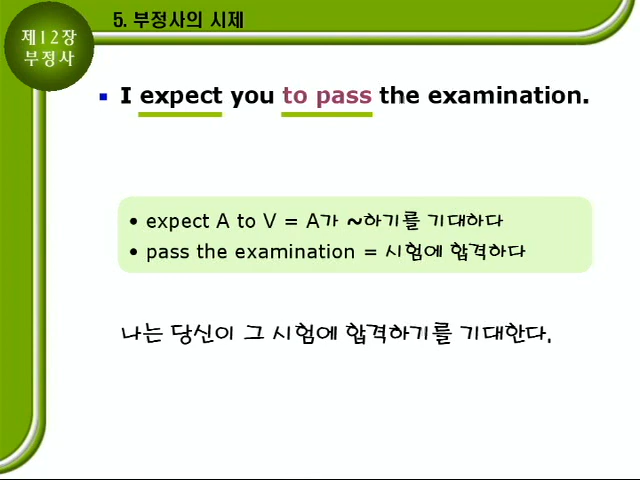 제12장
부정사
5. 부정사의 시제
▪ I expect you to pass the examination.
• expect A to V = A가 ~하기를 기대하다
• pass the examination = 시험에 합격하다
나는 당신이 그 시험에 합격하기를 기대한다.